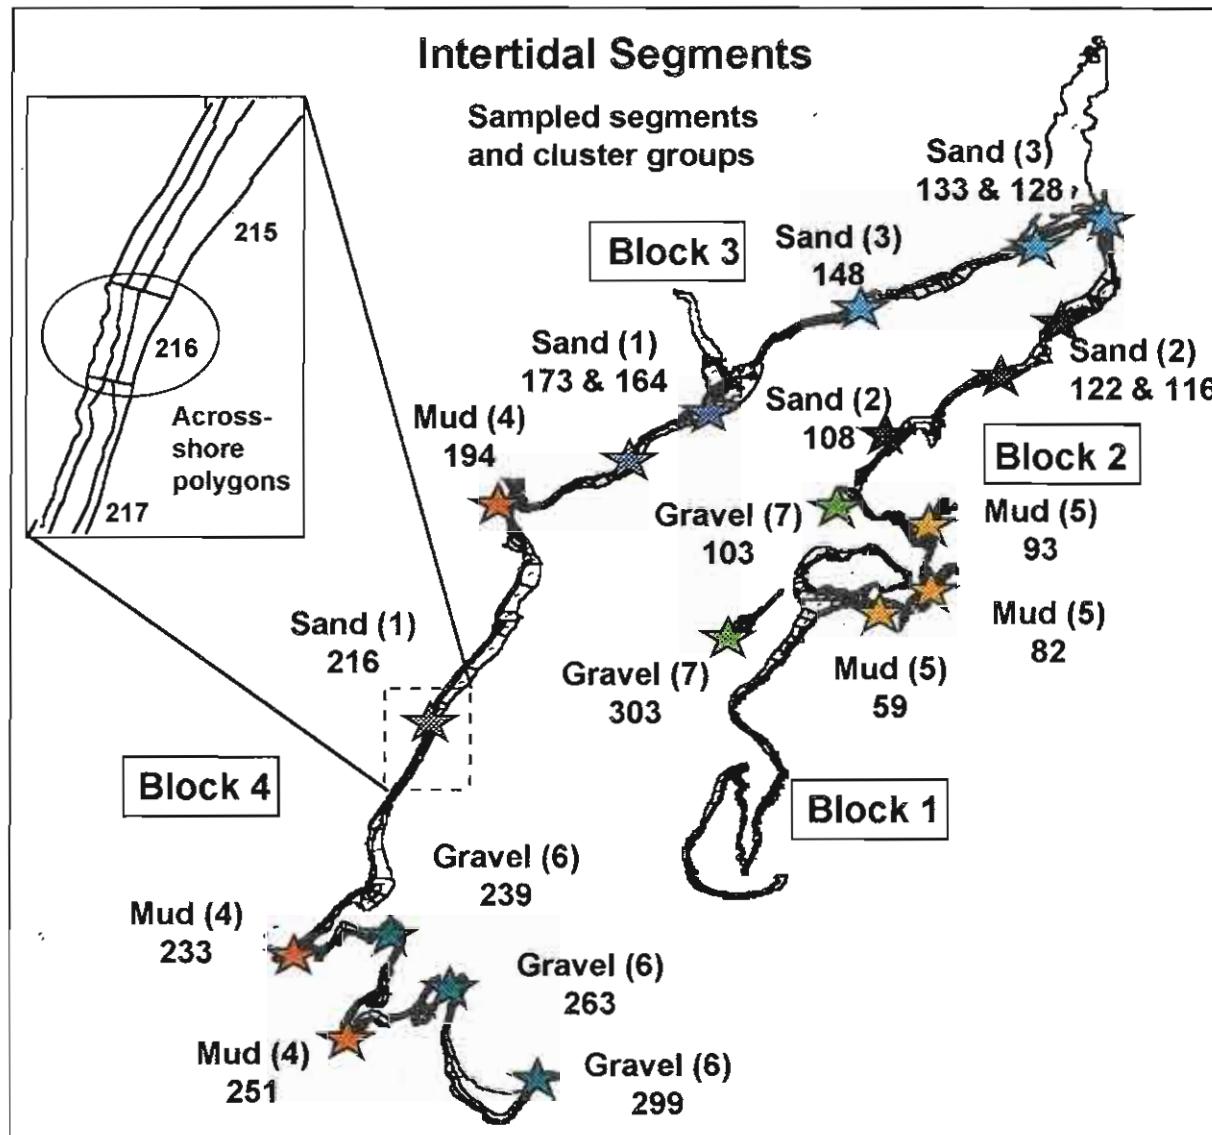 Intertidal Segments
Sampled segments
and cluster groups
215
216
Across-
shore
polygons
217
Sand (3)
133 & 128
Block 3
Sand (3)
148
Sand (1)
173 & 164
Sand (2)
122 & 116
Mud (4)
194
Sand (2)
108
Block 2
Gravel (7)
103
Mud (5)
93
Mud (5)
82
Sand (1)
216
Gravel (7)
303
Mud (5)
59
Block 4
Block 1
Gravel (6)
239
Mud (4)
233
Gravel (6)
263
Mud (4)
251
Gravel (6)
299